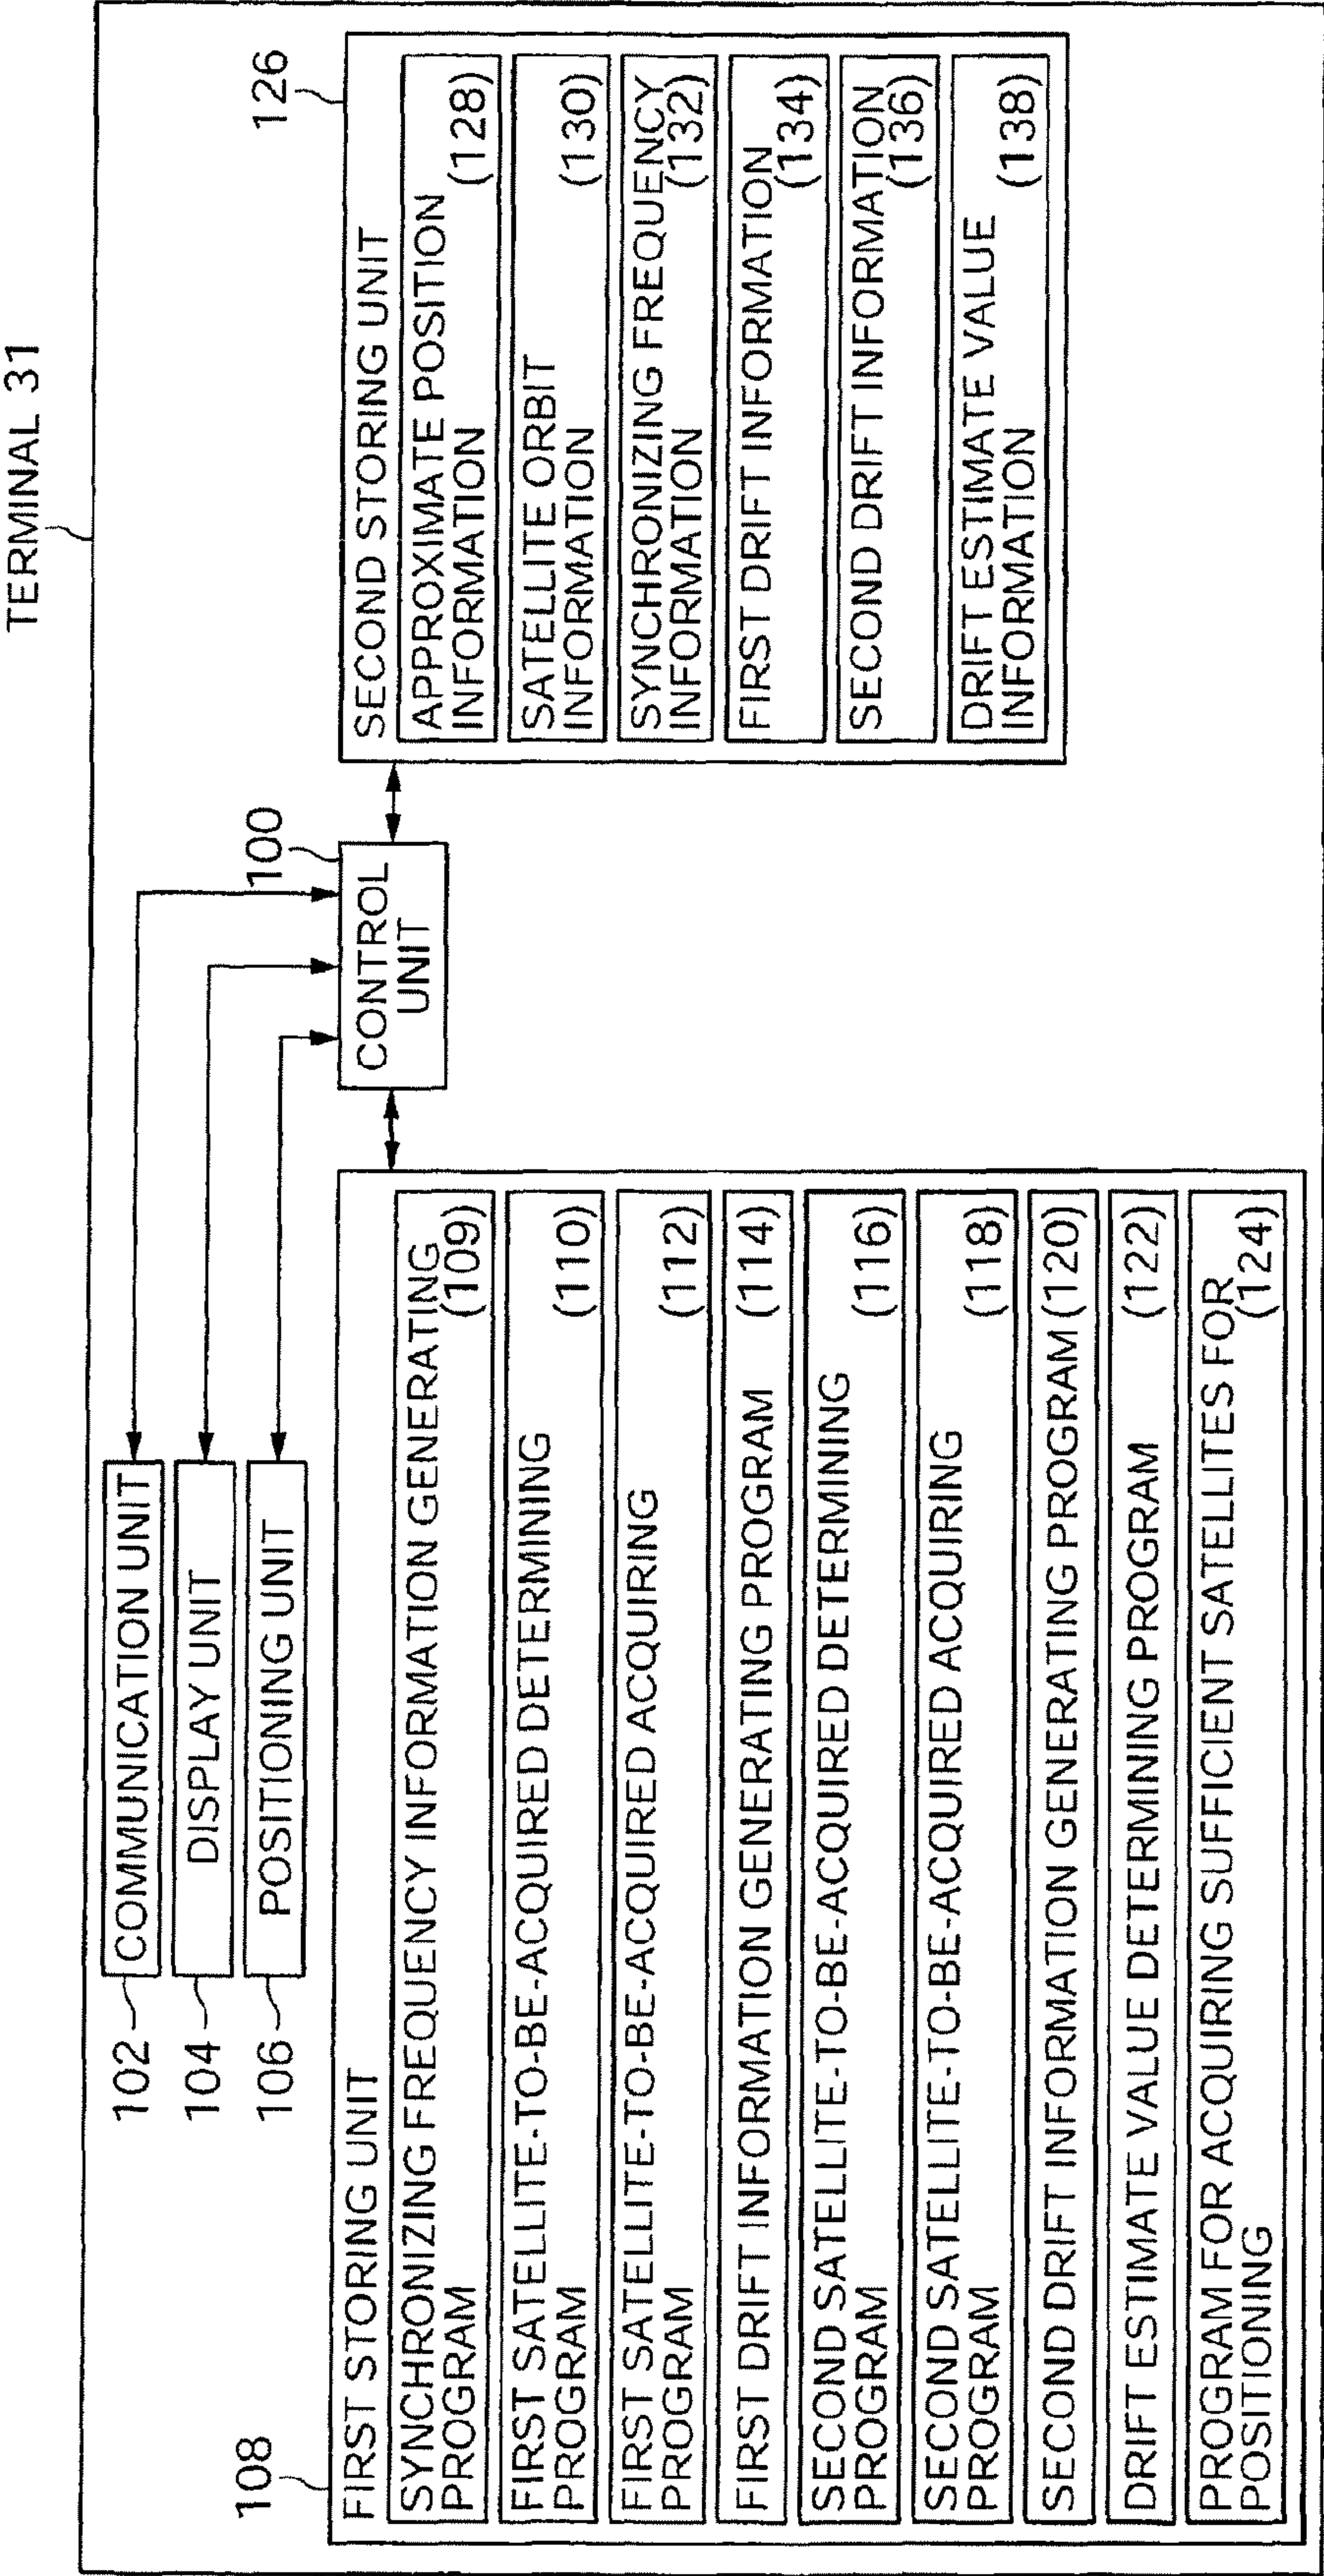 TERMINAL 31
102
COMMUNICATION UNIT
104
DISPLAY UNIT
106
POSITIONING UNIT
108
FIRST STORING UNIT
SYNCHRONIZING FREQUENCY INFORMATION GENERATING
PROGRAM (109)
FIRST SATELLITE-TO-BE-ACQUIRED DETERMINING
PROGRAM (110)
FIRST SATELLITE-TO-BE-ACQUIRED ACQUIRING
PROGRAM (112)
FIRST DRIFT INFORMATION GENERATING PROGRAM (114)
SECOND SATELLITE-TO-BE-ACQUIRED DETERMINING
PROGRAM (116)
SECOND SATELLITE-TO-BE-ACQUIRED ACQUIRING
PROGRAM (118)
SECOND DRIFT INFORMATION GENERATING PROGRAM (120)
DRIFT ESTIMATE VALUE DETERMINING PROGRAM (122)
PROGRAM FOR ACQUIRING SUFFICIENT SATELLITES FOR
POSITIONING (124)
100
CONTROL
UNIT
126
SECOND STORING UNIT
APPROXIMATE POSITION
INFORMATION (128)
SATELLITE ORBIT
INFORMATION (130)
SYNCHRONIZING FREQUENCY
INFORMATION (132)
FIRST DRIFT INFORMATION
(134)
SECOND DRIFT INFORMATION
(136)
DRIFT ESTIMATE VALUE
INFORMATION (138)